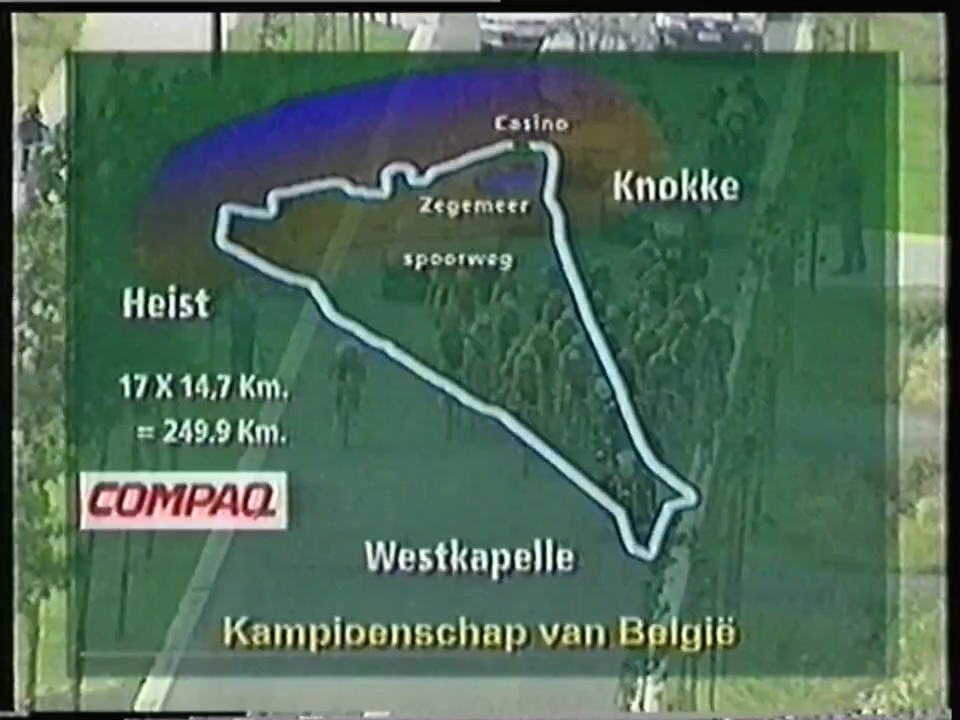 Casino
Knokke
Zegemeer
spoorweg
Heist
17 X 14,7 Km.
= 249.9 Km.
COMPAQ
Westkapelle
Kampioenschap van België